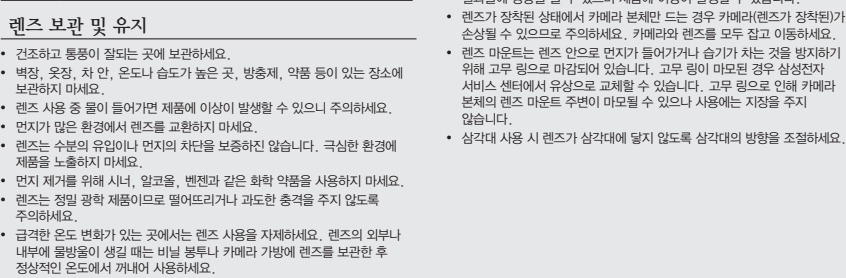 렌즈 보관 및 유지
• 건조하고 통풍이 잘되는 곳에 보관하세요.
• 벽장, 옷장, 차 안, 온도나 습도가 높은 곳, 방충제, 약품 등이 있는 장소에
보관하지 마세요.
• 렌즈 사용 중 물이 들어가면 제품에 이상이 발생할 수 있으니 주의하세요.
• 먼지가 많은 환경에서 렌즈를 교환하지 마세요.
• 렌즈는 수분의 유입이나 먼지의 차단을 보증하진 않습니다. 극심한 환경에
제품을 노출하지 마세요.
• 먼지 제거를 위해 시너, 알코올, 벤젠과 같은 화학 약품을 사용하지 마세요.
• 렌즈는 정밀 광학 제품이므로 떨어뜨리거나 과도한 충격을 주지 않도록
주의하세요.
• 급격한 온도 변화가 있는 곳에서는 렌즈 사용을 자제하세요. 렌즈의 외부나
내부에 물방울이 생길 때는 비닐 봉투나 카메라 가방에 렌즈를 보관한 후
정상적인 온도에서 꺼내어 사용하세요.
• 렌즈가 장착된 상태에서 카메라 본체만 드는 경우 카메라(렌즈가 장착된)가
손상될 수 있으므로 주의하세요. 카메라와 렌즈를 모두 잡고 이동하세요.
• 렌즈 마운트는 렌즈 안으로 먼지가 들어가거나 습기가 차는 것을 방지하기
위해 고무 링으로 마감되어 있습니다. 고무 링이 마모된 경우 삼성전자
서비스 센터에서 유상으로 교체할 수 있습니다. 고무 링으로 인해 카메라
본체의 렌즈 마운트 주변이 마모될 수 있으나 사용에는 지장을 주지
않습니다.
• 삼각대 사용 시 렌즈가 삼각대에 닿지 않도록 삼각대의 방향을 조절하세요.